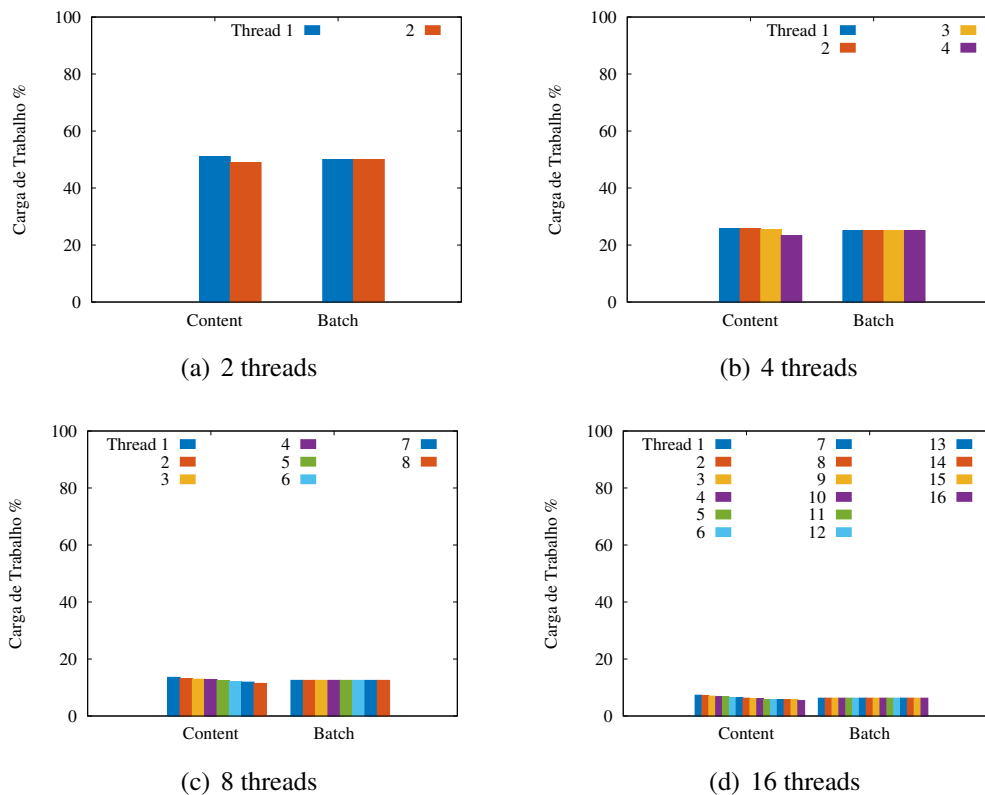 Carga de Trabalho %
100
80
60
40
20
0
Thread 1
2
Content
Batch
(a) 2 threads
Carga de Trabalho %
100
80
60
40
20
0
Thread 1
2
3
4
Content
Batch
(b) 4 threads
Carga de Trabalho %
100
80
60
40
20
0
Thread 1
2
3
4
5
6
7
8
Content
Batch
(c) 8 threads
Carga de Trabalho %
100
80
60
40
20
0
Thread 1
2
3
4
5
6
7
8
9
10
11
12
13
14
15
16
Content
Batch
(d) 16 threads